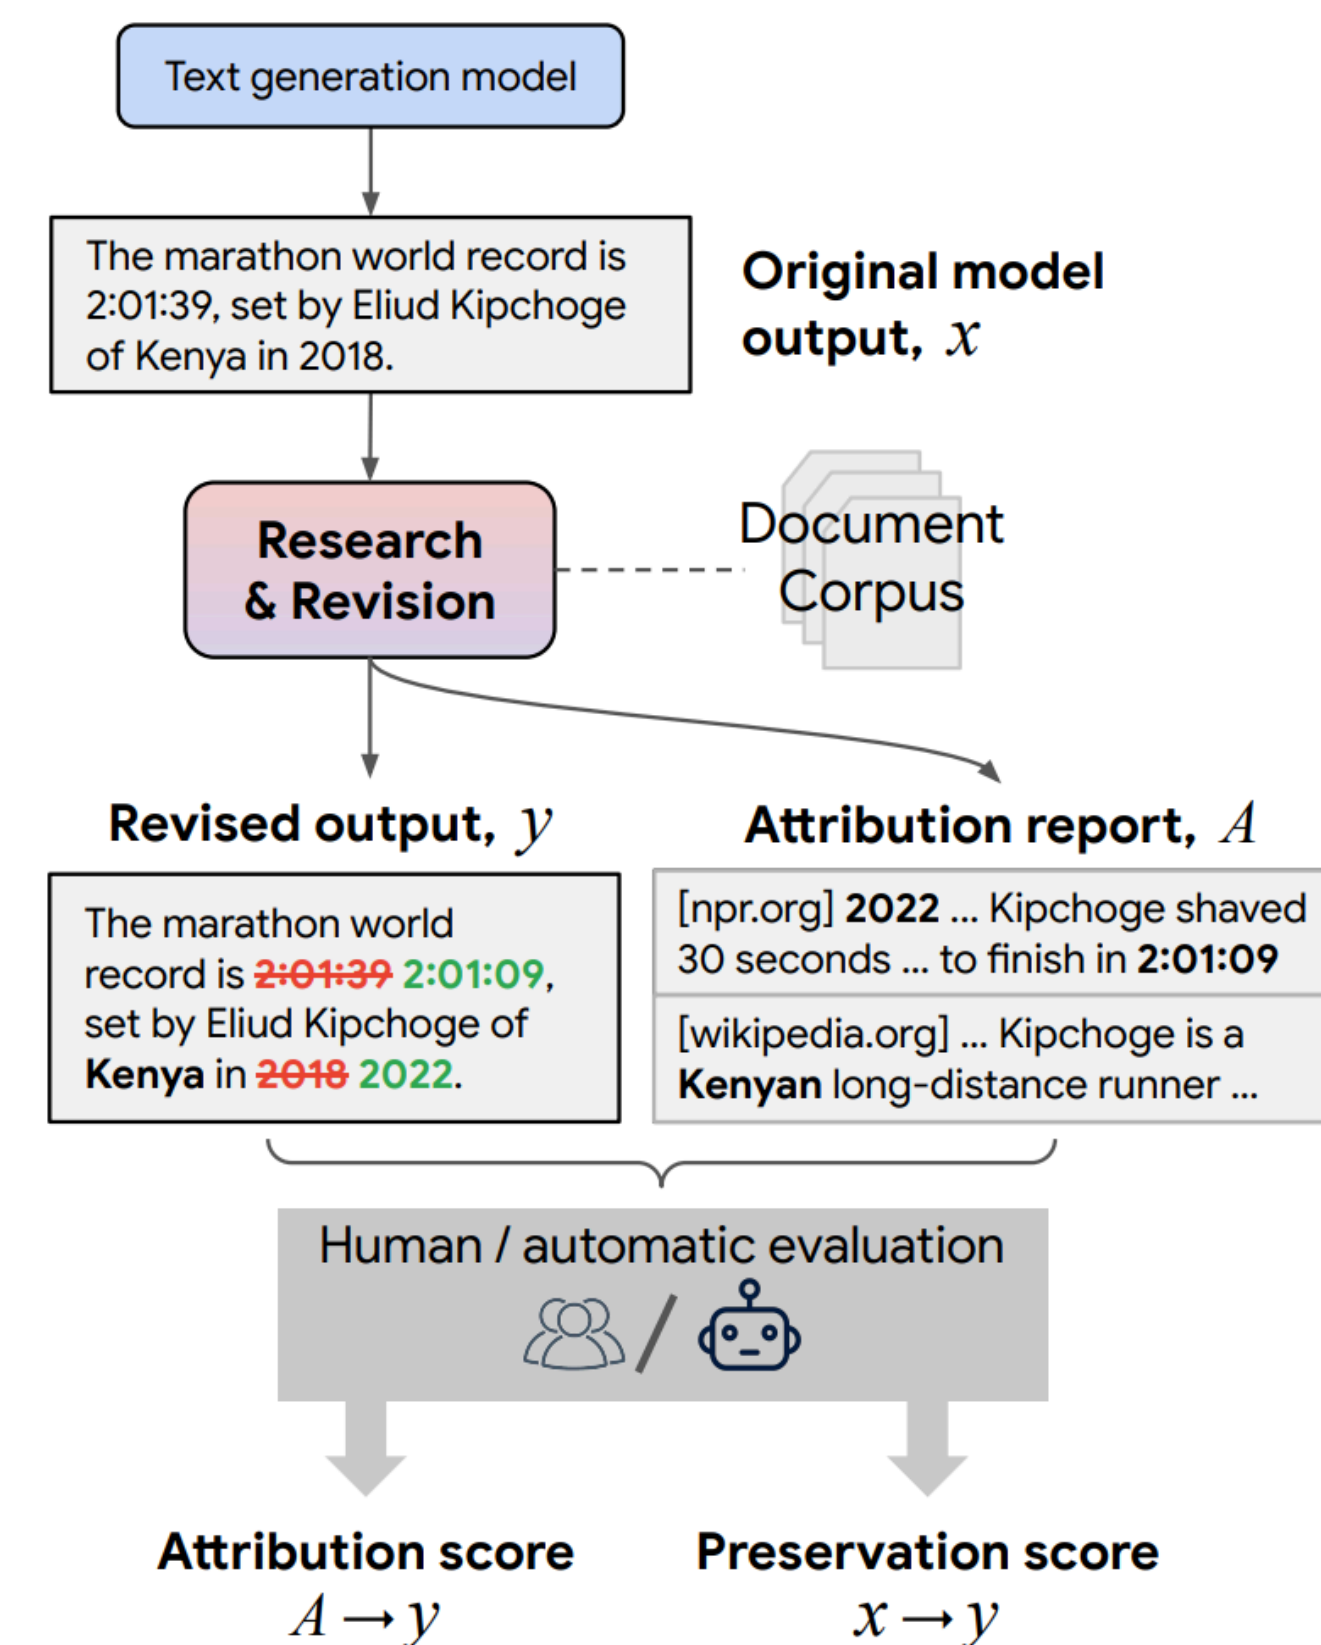 Text generation model
The marathon world record is
2:01:39, set by Eliud Kipchoge
of Kenya in 2018.
Original model
output, x
Research
& Revision
Document
Corpus
Revised output, y
The marathon world
record is 2:01:39 2:01:09,
set by Eliud Kipchoge of
Kenya in 2018 2022.
Attribution report, A
[npr.org] 2022 ... Kipchoge shaved
30 seconds ... to finish in 2:01:09
[wikipedia.org] ... Kipchoge is a
Kenyan long-distance runner ...
Human / automatic evaluation
Attribution score
A → y
Preservation score
x → y